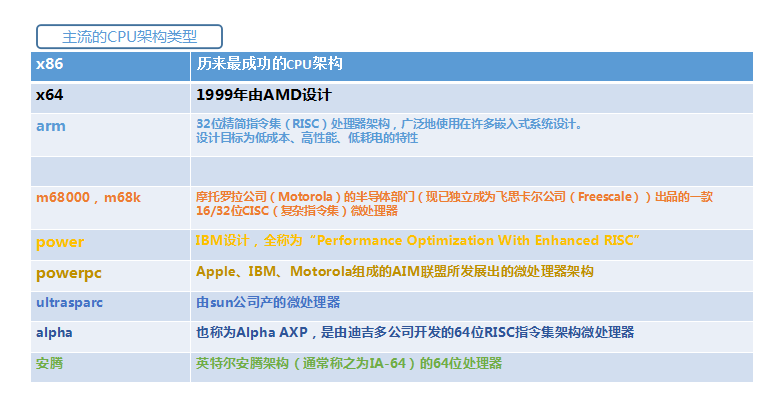 主流的CPU架构类型
x86 历来最成功的CPU架构
x64 1999年由AMD设计
arm 32位精简指令集（RISC）处理器架构，广泛地使用在许多嵌入式系统设计。
设计目标为低成本、高性能、低耗电的特性
m68000，m68k 摩托罗拉公司（Motorola）的半导体部门（现已独立成为飞思卡尔公司（Freescale））出品的一款
16/32位CISC（复杂指令集）微处理器
power IBM设计，全称为“Performance Optimization With Enhanced RISC”
powerpc Apple、IBM、Motorola组成的AIM联盟所发展出的微处理器架构
ultrasparc 由sun公司产的微处理器
alpha 也称为Alpha AXP，是由迪吉多公司开发的64位RISC指令集架构微处理器
安腾 英特尔安腾架构（通常称之为IA-64）的64位处理器